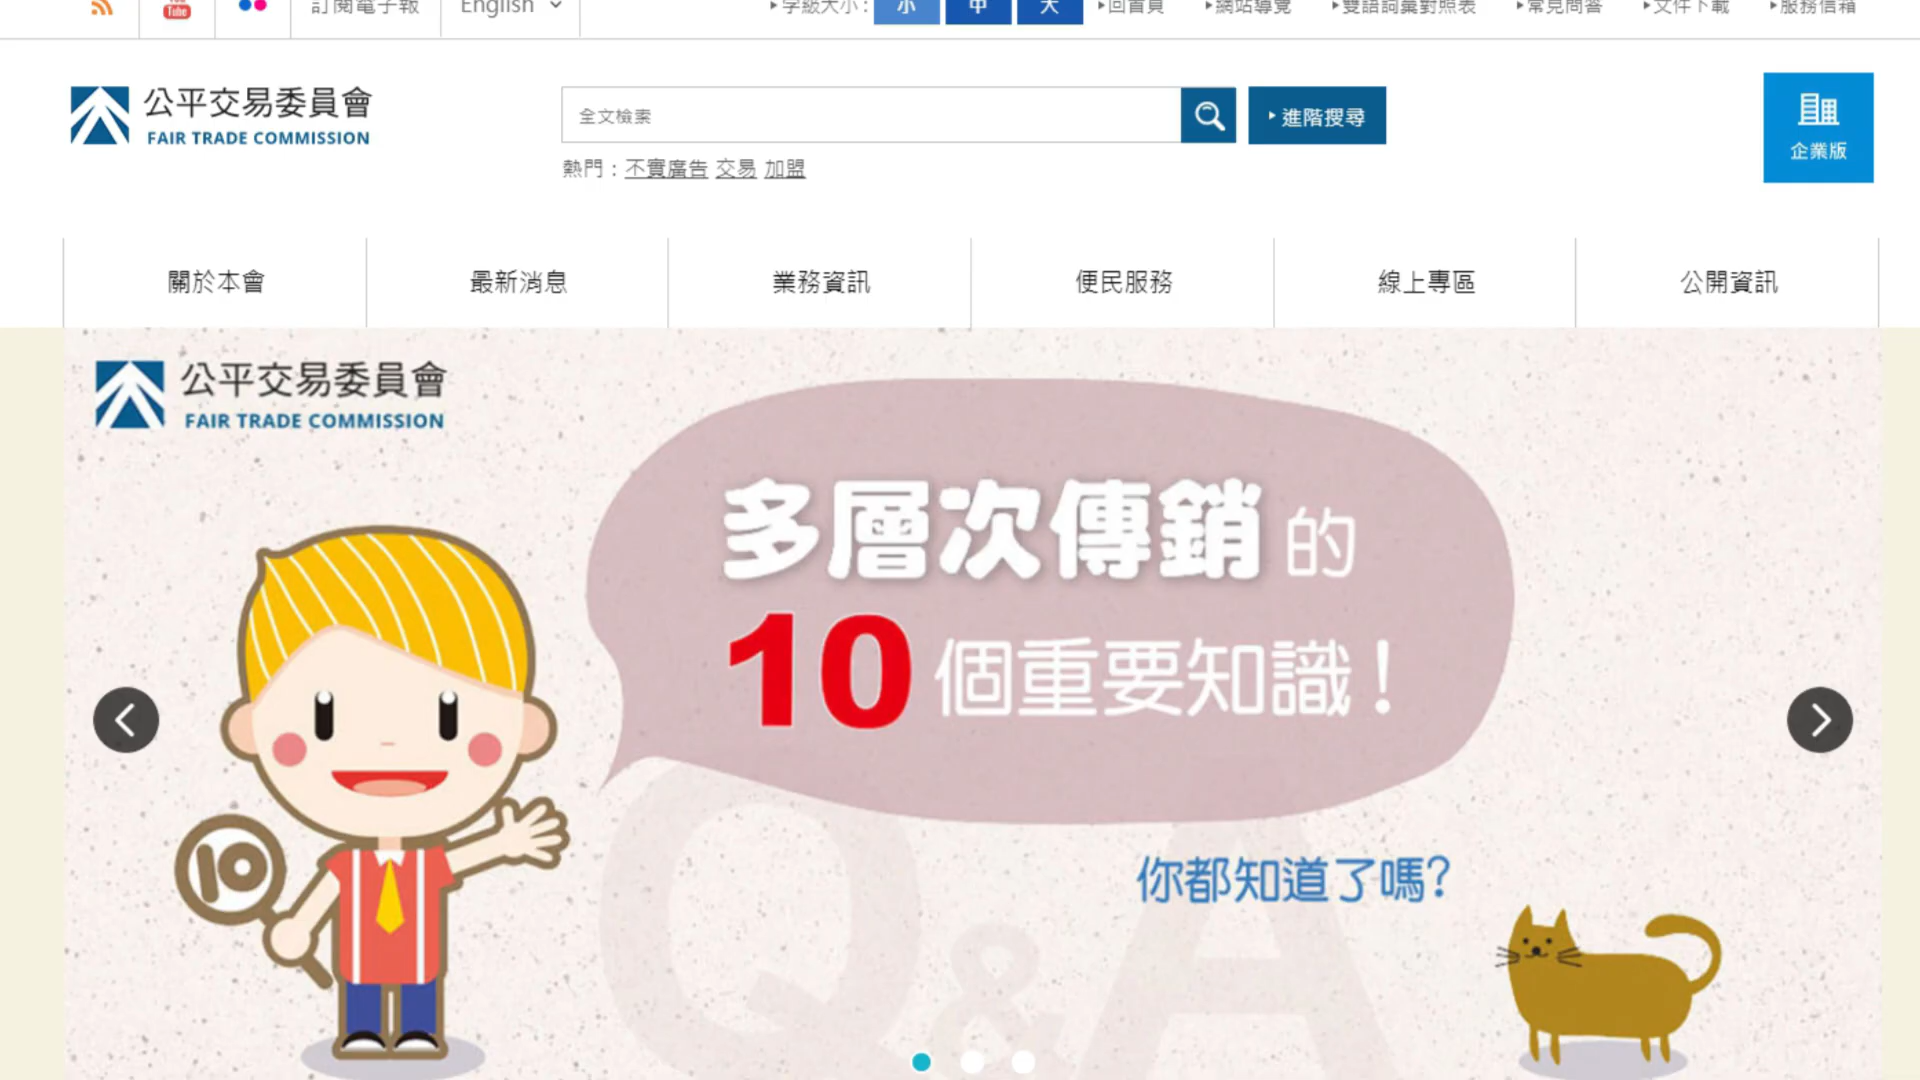 訂閱電子報
English
字級大小：
小
中
大
回首頁
網站導覽
雙語詞彙對照表
常見問答
文件下載
服務信箱
You Tube
公平交易委員會
FAIR TRADE COMMISSION
全文檢索
進階搜尋
企業版
熱門：不實廣告 交易 加盟
關於本會
最新消息
業務資訊
便民服務
線上專區
公開資訊
公平交易委員會
FAIR TRADE COMMISSION
多層次傳銷的
10個重要知識！
你都知道了嗎？
10
Q&A